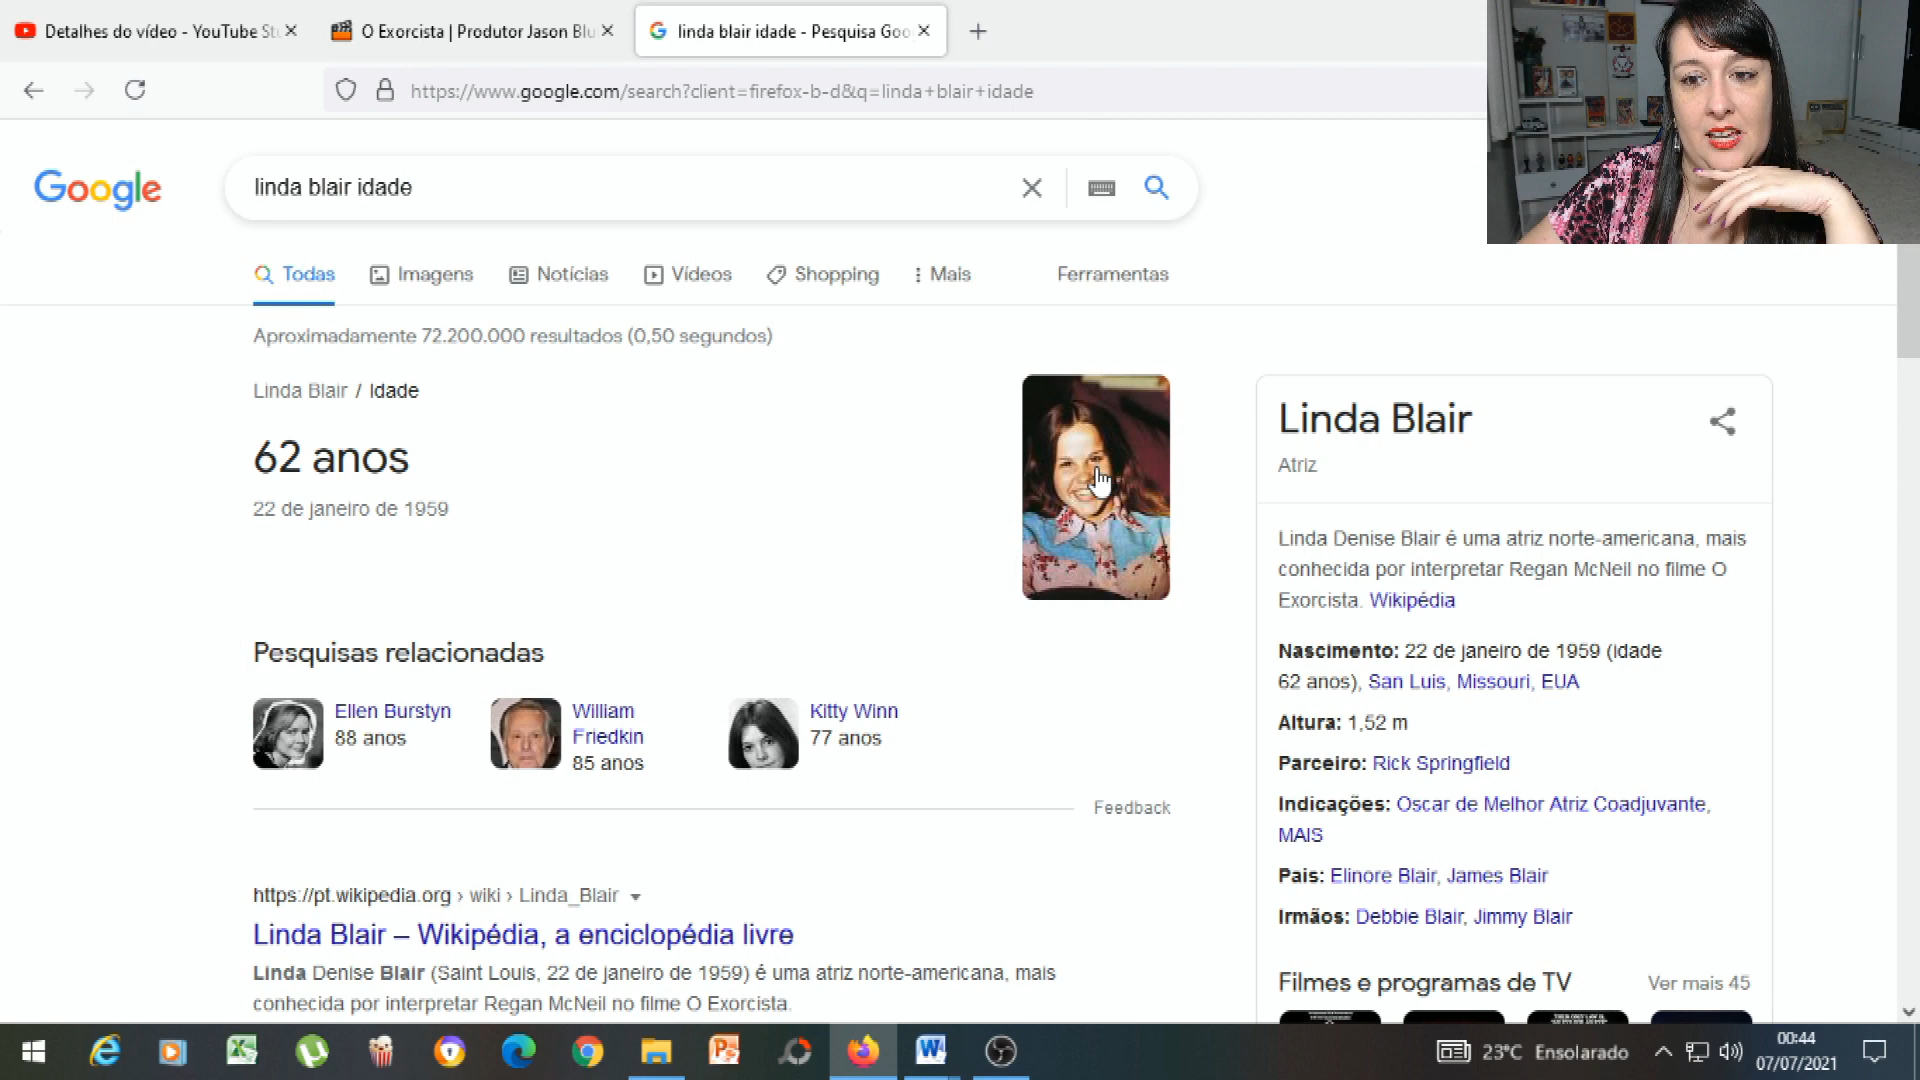 Detalhes do vídeo - YouTube St
O Exorcista | Produtor Jason Blu
linda blair idade - Pesquisa Goo
https://www.google.com/search?client=firefox-b-d&q=linda+blair+idade
Google
linda blair idade
Todas
Imagens
Notícias
Vídeos
Shopping
Mais
Ferramentas
Aproximadamente 72.200.000 resultados (0,50 segundos)
Linda Blair / Idade
62 anos
22 de janeiro de 1959
Pesquisas relacionadas
Ellen Burstyn
88 anos
William
Friedkin
85 anos
Kitty Winn
77 anos
Feedback
https://pt.wikipedia.org › wiki › Linda_Blair
Linda Blair – Wikipédia, a enciclopédia livre
Linda Denise Blair (Saint Louis, 22 de janeiro de 1959) é uma atriz norte-americana, mais
conhecida por interpretar Regan McNeil no filme O Exorcista.
Linda Blair
Atriz
Linda Denise Blair é uma atriz norte-americana, mais
conhecida por interpretar Regan McNeil no filme O
Exorcista. Wikipédia
Nascimento: 22 de janeiro de 1959 (idade
62 anos), San Luis, Missouri, EUA
Altura: 1,52 m
Parceiro: Rick Springfield
Indicações: Oscar de Melhor Atriz Coadjuvante,
MAIS
Pais: Elinore Blair, James Blair
Irmãos: Debbie Blair, Jimmy Blair
Filmes e programas de TV
Ver mais 45
23°C Ensolarado
00:44
07/07/2021